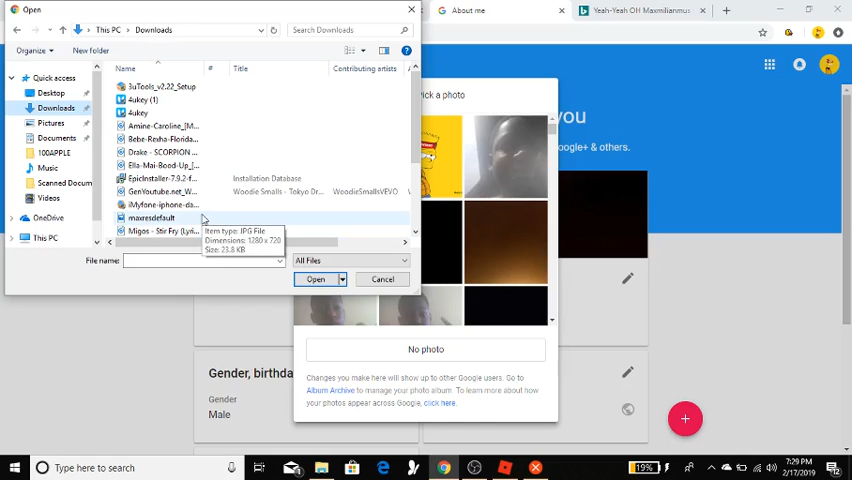 Open
About me
Yeah-Yeah OH Maxmilianmus
This PC > Downloads
Search Downloads
Organize
New folder
Name
#
Title
Contributing artists
A
Quick access
Desktop
Downloads
Pictures
Documents
100APPLE
Music
Scanned Docum
Videos
OneDrive
This PC
3uTools_v2.22_Setup
4ukey (1)
4ukey
Amine-Caroline_[M...
Bebe-Rexha-Florida...
Drake - SCORPION ...
Ella-Mai-Bood-Up_[...
EpicInstaller-7.9.2-f...
Installation Database
GenYoutube.net_W...
Woodie Smalls - Tokyo Dr...
WoodieSmallsVEVO
iMyfone-iphone-da...
maxresdefault
Migos - Stir Fry (Lyri...
Item type: JPG File
Dimensions: 1280 x 720
Size: 23.8 KB
File name:
All Files
Open
Cancel
Pick a photo
you
be, Google+ & others.
No photo
Changes you make here will show up to other Google users. Go to
Album Archive to manage your photo album. To learn more about how
your photos appear across Google, click here.
Gender, birthda
Gender
Male
Type here to search
19%
7:29 PM
2/17/2019
12